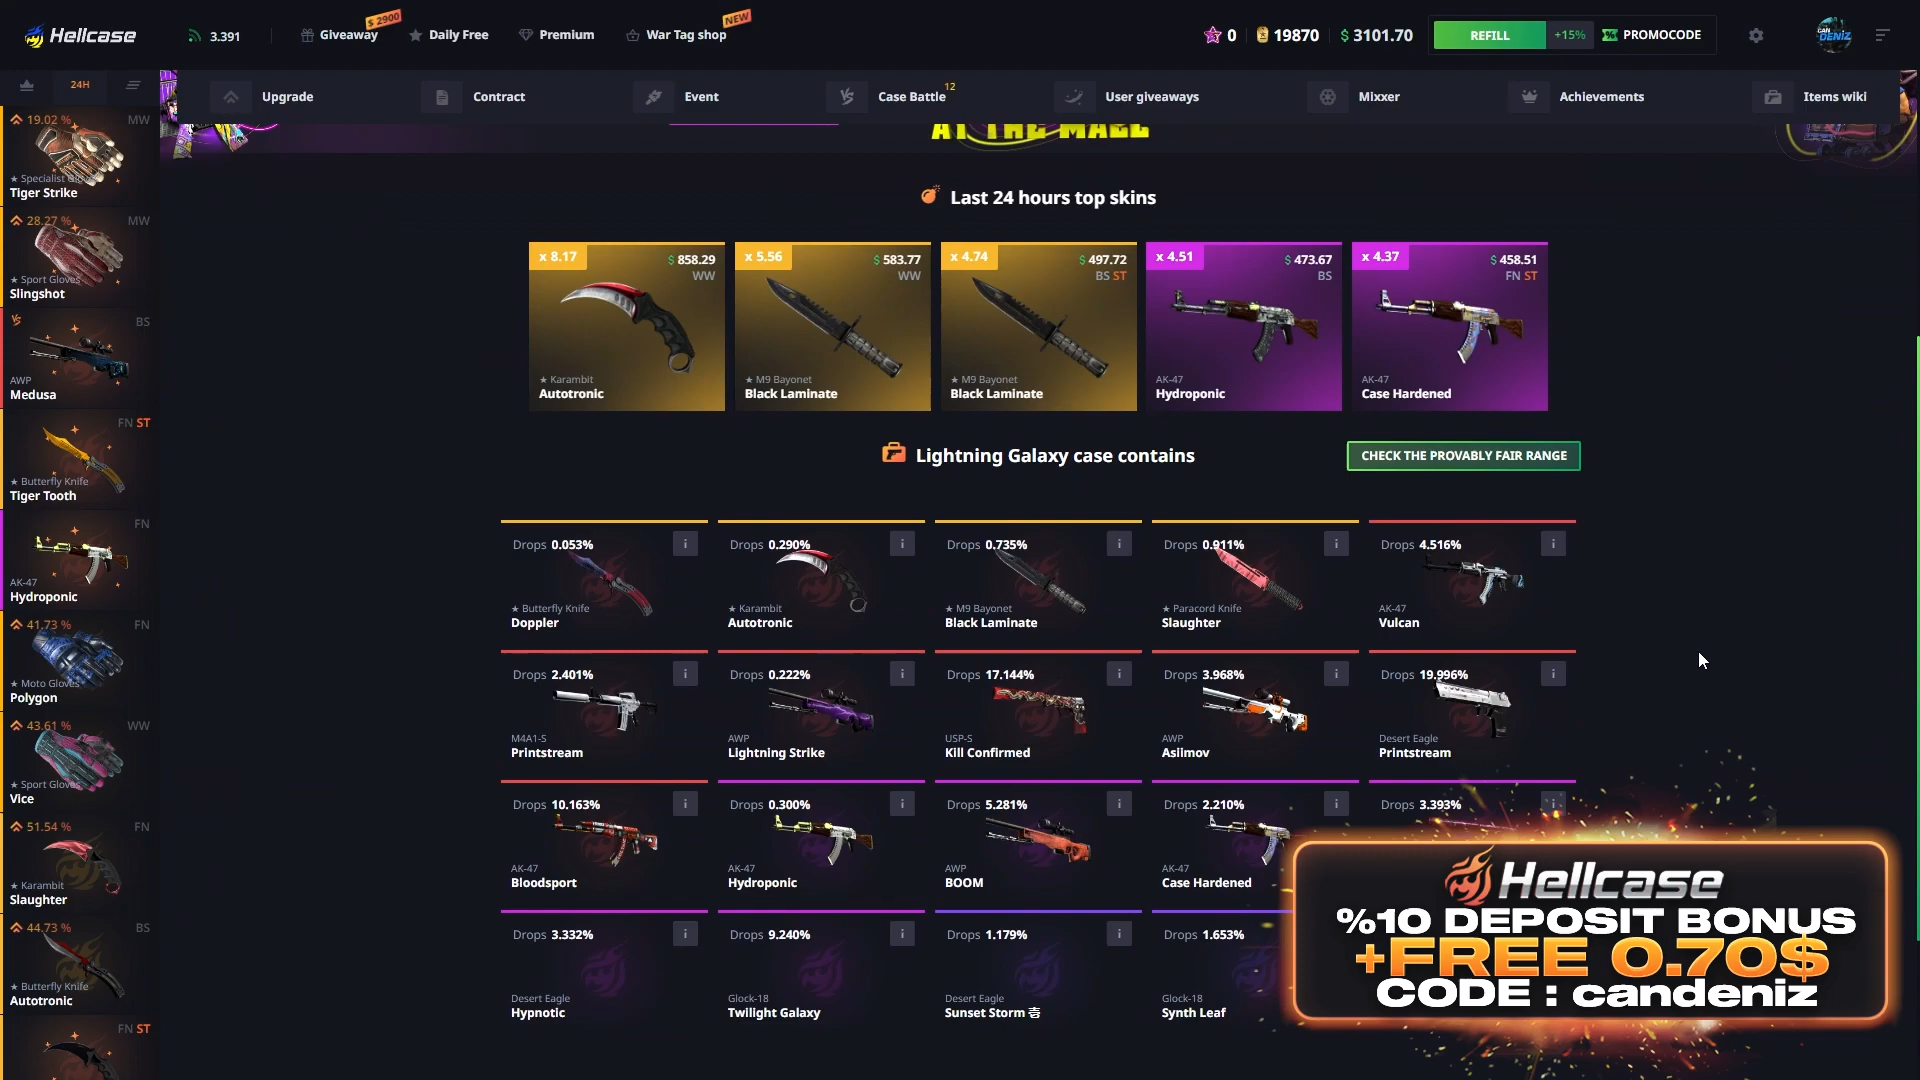 Hellcase
3.391
Giveaway
$ 2900
Daily Free
Premium
War Tag shop
NEW
0
19870
$ 3101.70
REFILL
+15%
PROMOCODE
CAN
DENIZ
24H
Upgrade
Contract
Event
Case Battle
12
User giveaways
Mixxer
Achievements
Items wiki
19.02 %
MW
★ Specialist Gloves
Tiger Strike
28.27 %
MW
★ Sport Gloves
Slingshot
BS
AWP
Medusa
FN ST
★ Butterfly Knife
Tiger Tooth
FN
AK-47
Hydroponic
41.73 %
FN
★ Moto Gloves
Polygon
43.61 %
WW
★ Sport Gloves
Vice
51.54 %
FN
★ Karambit
Slaughter
44.73 %
BS
★ Butterfly Knife
Autotronic
FN ST
Last 24 hours top skins
x 8.17
$ 858.29
WW
★ Karambit
Autotronic
x 5.56
$ 583.77
WW
★ M9 Bayonet
Black Laminate
x 4.74
$ 497.72
BS ST
★ M9 Bayonet
Black Laminate
x 4.51
$ 473.67
BS
AK-47
Hydroponic
x 4.37
$ 458.51
FN ST
AK-47
Case Hardened
Lightning Galaxy case contains
CHECK THE PROVABLY FAIR RANGE
Drops 0.053%
★ Butterfly Knife
Doppler
Drops 0.290%
★ Karambit
Autotronic
Drops 0.735%
★ M9 Bayonet
Black Laminate
Drops 0.911%
★ Paracord Knife
Slaughter
Drops 4.516%
AK-47
Vulcan
Drops 2.401%
M4A1-S
Printstream
Drops 0.222%
AWP
Lightning Strike
Drops 17.144%
USP-S
Kill Confirmed
Drops 3.968%
AWP
Asiimov
Drops 19.996%
Desert Eagle
Printstream
Drops 10.163%
AK-47
Bloodsport
Drops 0.300%
AK-47
Hydroponic
Drops 5.281%
AWP
BOOM
Drops 2.210%
AK-47
Case Hardened
Drops 3.393%
Drops 3.332%
Desert Eagle
Hypnotic
Drops 9.240%
Glock-18
Twilight Galaxy
Drops 1.179%
Desert Eagle
Sunset Storm 壱
Drops 1.653%
Glock-18
Synth Leaf
Hellcase
%10 DEPOSIT BONUS
+FREE 0.70$
CODE : candeniz